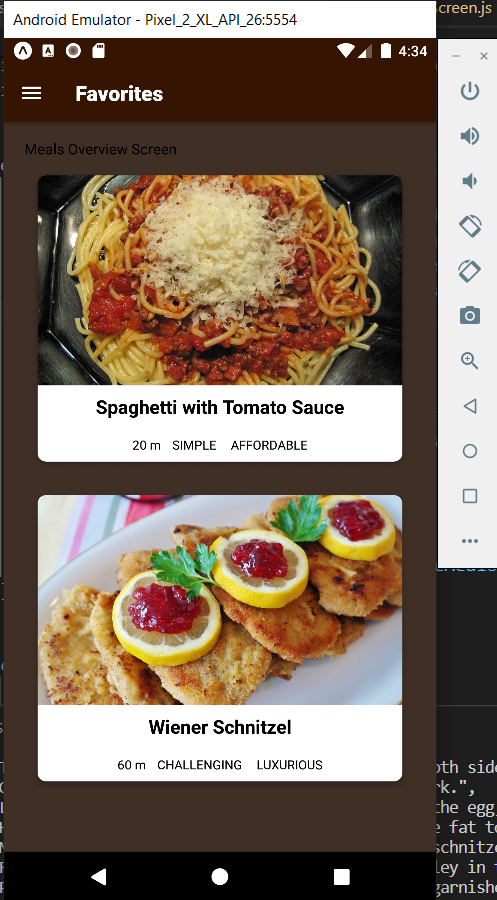 screen.js
Android Emulator - Pixel_2_XL_API_26:5554
A
4:34
Favorites
Meals Overview Screen
Spaghetti with Tomato Sauce
20 m SIMPLE AFFORDABLE
Wiener Schnitzel
60 m CHALLENGING LUXURIOUS
oth side
rk.",
the egg,
e fat to
schnitze
ley in t
garnishe